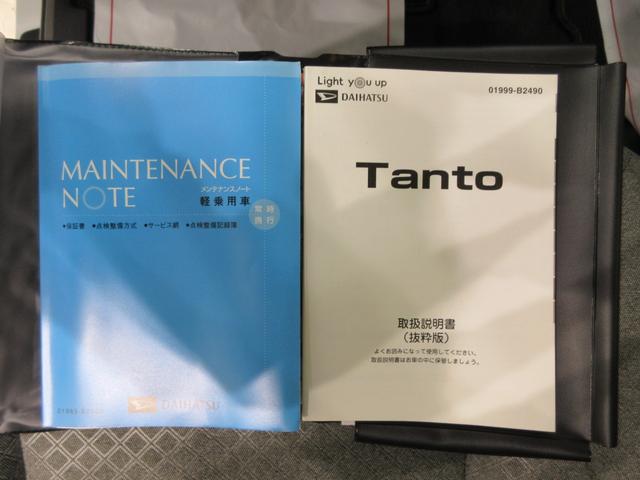 MAINTENANCE
NOTE
メンテナンスノート
軽乗用車
常時
携行
•保証書 •点検整備方式 •サービス網 •点検整備記録簿
DAIHATSU
Light you up
DAIHATSU
01999-B2490
Tanto
取扱説明書
(抜粋版)
よくお読みになって使用してください。
取扱説明書はお車の中に保管しましょう。